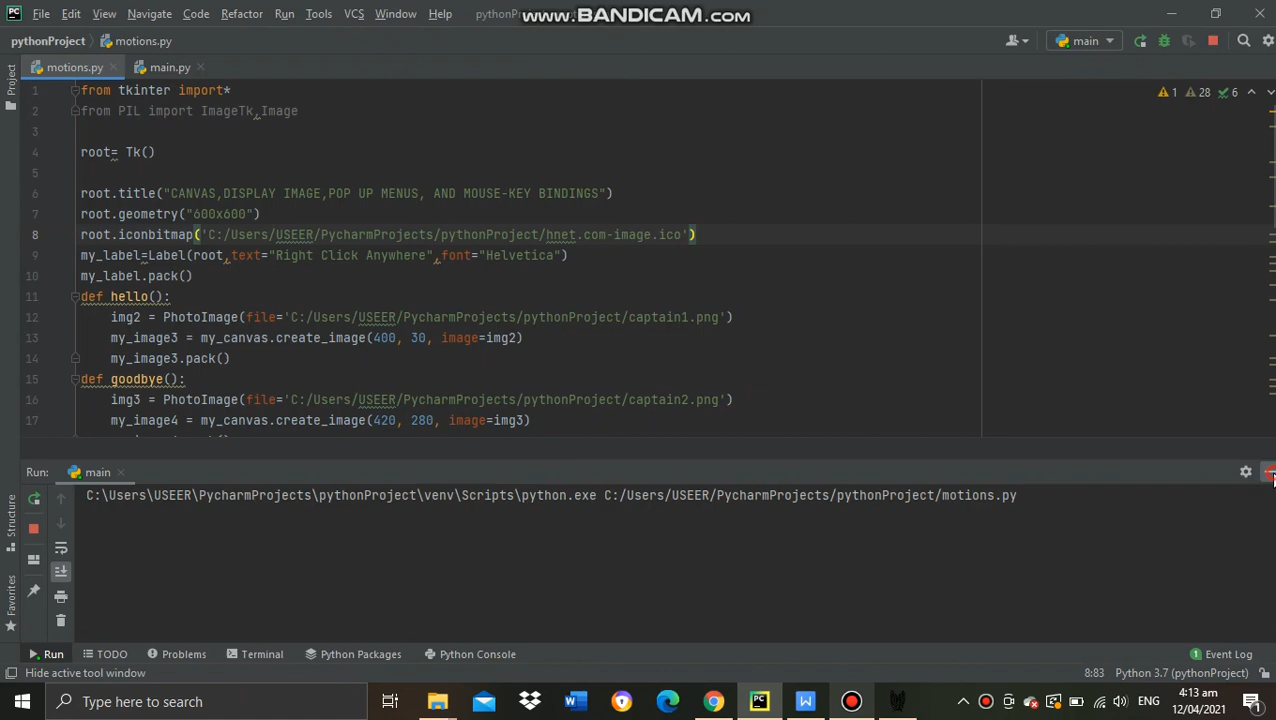 File Edit View Navigate Code Refactor Run Tools VCS Window Help pythonPr
www.BANDICAM.com
pythonProject motions.py main
motions.py main.py
1 from tkinter import*
2 from PIL import ImageTk,Image
3
4 root= Tk()
5
6 root.title("CANVAS,DISPLAY IMAGE,POP UP MENUS, AND MOUSE-KEY BINDINGS")
7 root.geometry("600x600")
8 root.iconbitmap('C:/Users/USEER/PycharmProjects/pythonProject/hnet.com-image.ico')
9 my_label=Label(root,text="Right Click Anywhere",font="Helvetica")
10 my_label.pack()
11 def hello():
12 img2 = PhotoImage(file='C:/Users/USEER/PycharmProjects/pythonProject/captain1.png')
13 my_image3 = my_canvas.create_image(400, 30, image=img2)
14 my_image3.pack()
15 def goodbye():
16 img3 = PhotoImage(file='C:/Users/USEER/PycharmProjects/pythonProject/captain2.png')
17 my_image4 = my_canvas.create_image(420, 280, image=img3)
1 28 6
Project
Structure
Favorites
Run: main
C:\Users\USEER\PycharmProjects\pythonProject\venv\Scripts\python.exe C:/Users/USEER/PycharmProjects/pythonProject/motions.py
Run TODO Problems Terminal Python Packages Python Console 1 Event Log
Hide active tool window 8:83 Python 3.7 (pythonProject)
Type here to search ENG 4:13 am
12/04/2021 1